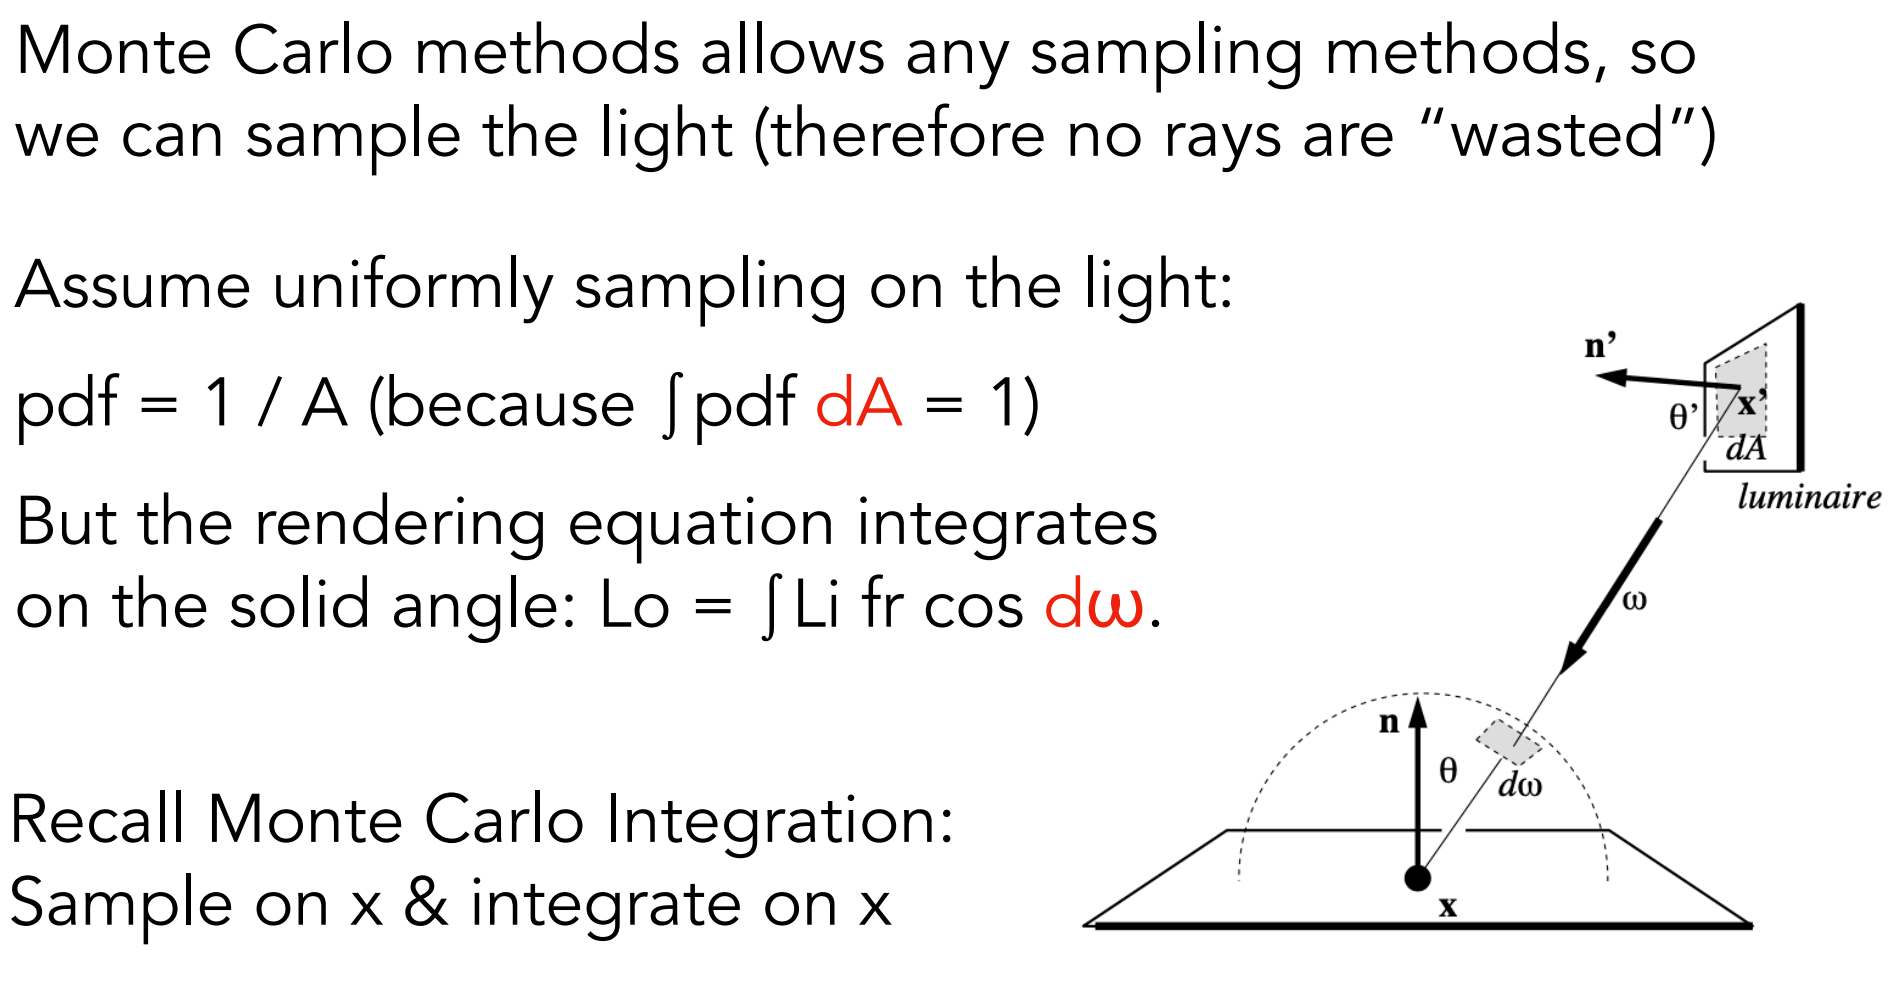 Monte Carlo methods allows any sampling methods, so
we can sample the light (therefore no rays are “wasted”)
Assume uniformly sampling on the light:
pdf = 1 / A (because ∫pdf dA = 1)
But the rendering equation integrates
on the solid angle: Lo = ∫Li fr cos dω.
Recall Monte Carlo Integration:
Sample on x & integrate on x
n’
θ’
x’
dA
luminaire
ω
n
θ
dω
x